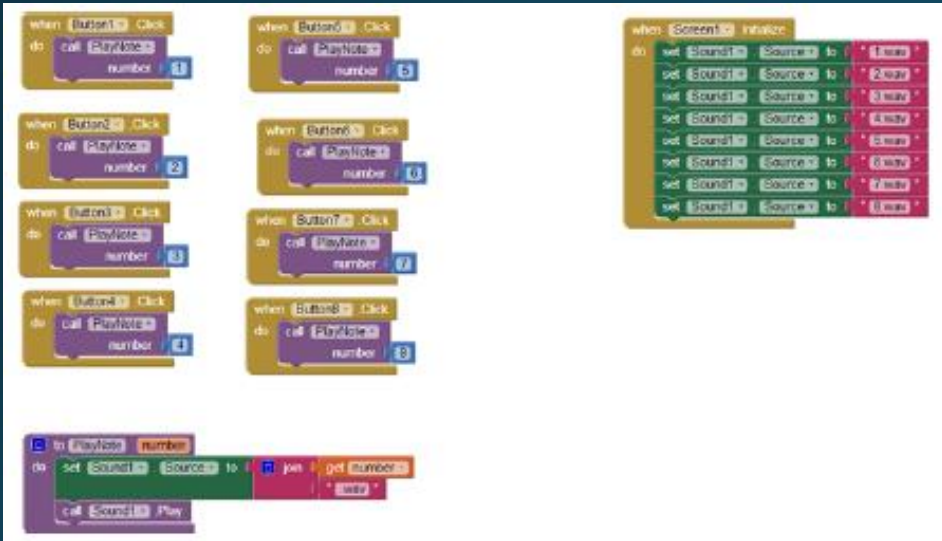 when Button1 .Click
do call PlayNote
number 1
when Button2 .Click
do call PlayNote
number 2
when Button3 .Click
do call PlayNote
number 3
when Button4 .Click
do call PlayNote
number 4
when Button5 .Click
do call PlayNote
number 5
when Button6 .Click
do call PlayNote
number 6
when Button7 .Click
do call PlayNote
number 7
when Button8 .Click
do call PlayNote
number 8
when Screen1 .Initialize
do set Sound1 . Source to " 1.wav "
set Sound1 . Source to " 2.wav "
set Sound1 . Source to " 3.wav "
set Sound1 . Source to " 4.wav "
set Sound1 . Source to " 5.wav "
set Sound1 . Source to " 6.wav "
set Sound1 . Source to " 7.wav "
set Sound1 . Source to " 8.wav "
to PlayNote number
do set Sound1 . Source to join get number
" .wav "
call Sound1 .Play